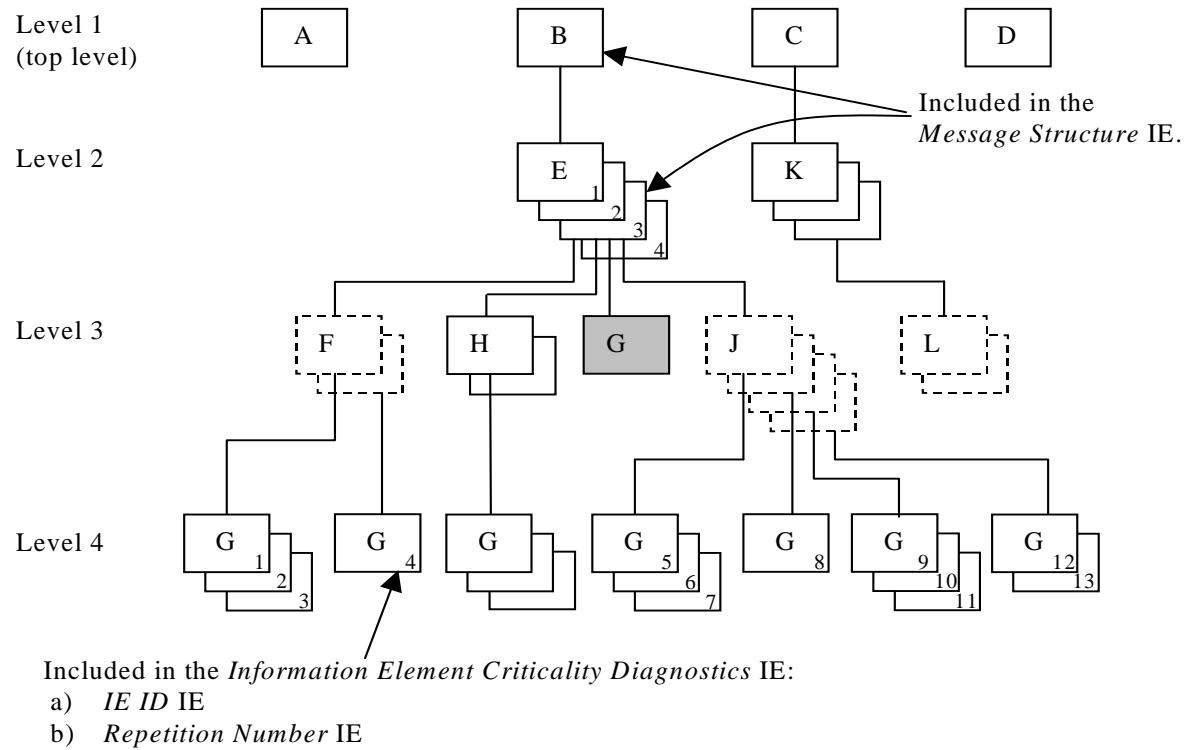 Level 1
(top level)
A
B
C
D
Included in the
Message Structure IE.
Level 2
E
1
2
3
4
K
Level 3
F
H
G
J
L
Level 4
G
1
2
3
G
4
G
G
5
6
7
G
8
G
9
10
11
G
12
13
Included in the Information Element Criticality Diagnostics IE:
a) IE ID IE
b) Repetition Number IE